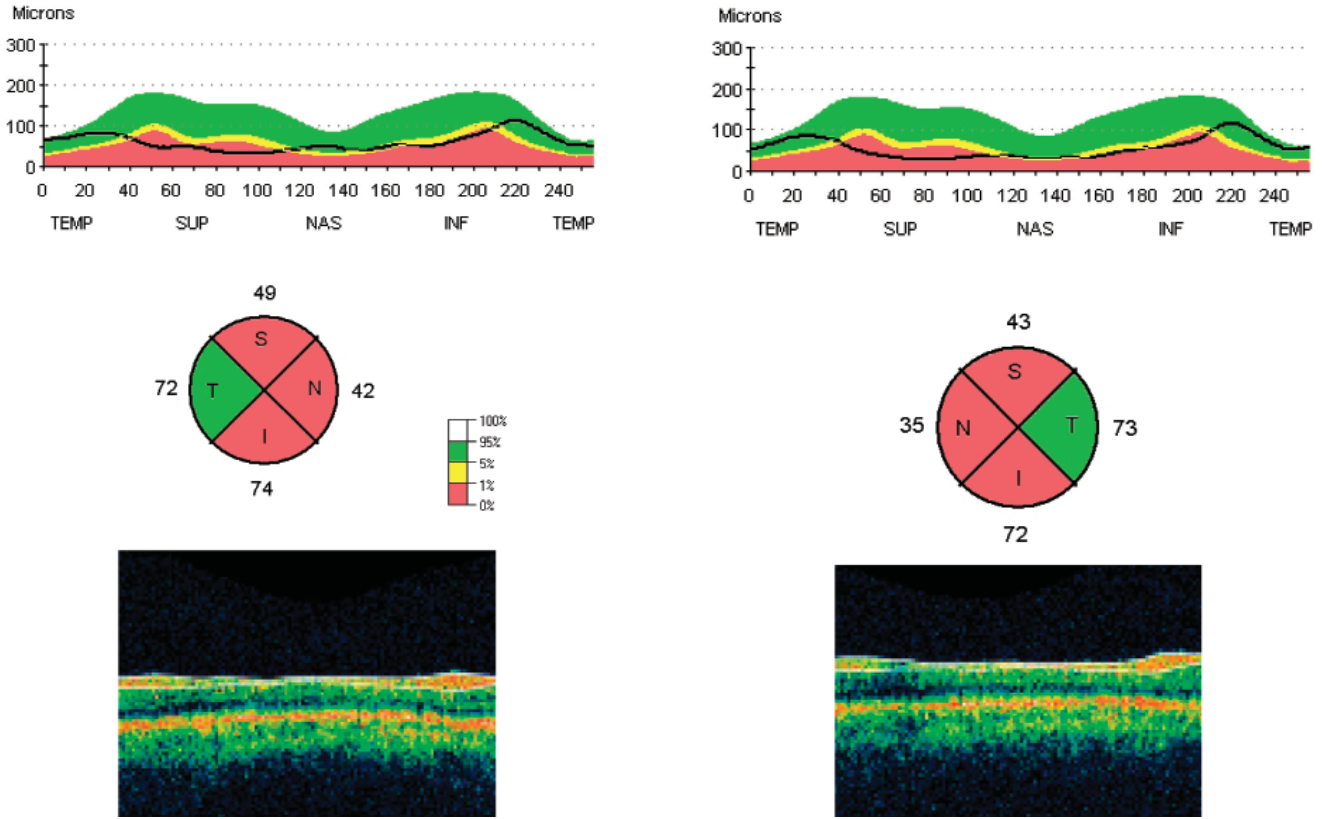 Microns
300
200
100
0
0 20 40 60 80 100 120 140 160 180 200 220 240
TEMP SUP NAS INF TEMP
Microns
300
200
100
0
0 20 40 60 80 100 120 140 160 180 200 220 240
TEMP SUP NAS INF TEMP
49
S
72 T N 42
I
74
100%
95%
5%
1%
0%
43
S
35 N T 73
I
72